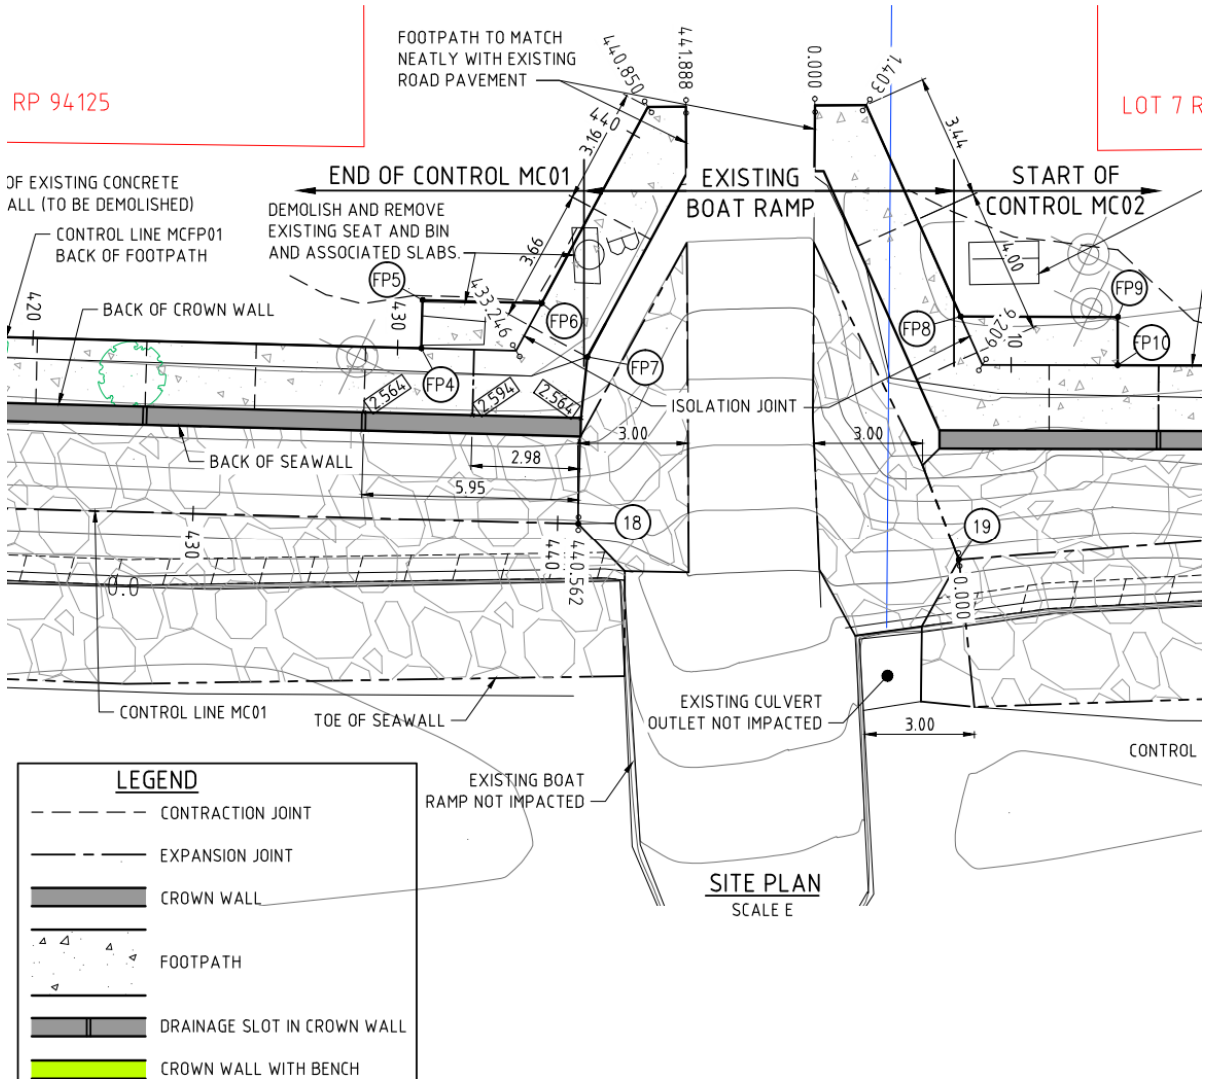 FOOTPATH TO MATCH
NEATLY WITH EXISTING
ROAD PAVEMENT
440.850
441.888
0.000
1.403
RP 94125
LOT 7 R
440
3.16
3.44
END OF CONTROL MC01
EXISTING
BOAT RAMP
START OF
CONTROL MC02
OF EXISTING CONCRETE
ALL (TO BE DEMOLISHED)
CONTROL LINE MCFP01
BACK OF FOOTPATH
DEMOLISH AND REMOVE
EXISTING SEAT AND BIN
AND ASSOCIATED SLABS.
B
3.66
4.00
FP5
FP6
FP9
FP8
420
BACK OF CROWN WALL
430
433.246
9.209
10
FP4
FP7
FP10
2.564
2.594
2.564
ISOLATION JOINT
3.00
3.00
BACK OF SEAWALL
2.98
5.95
18
19
430
440
440.562
0.000
0.0
CONTROL LINE MC01
TOE OF SEAWALL
EXISTING CULVERT
OUTLET NOT IMPACTED
3.00
CONTROL
EXISTING BOAT
RAMP NOT IMPACTED
SITE PLAN
SCALE E
LEGEND
CONTRACTION JOINT
EXPANSION JOINT
CROWN WALL
FOOTPATH
DRAINAGE SLOT IN CROWN WALL
CROWN WALL WITH BENCH